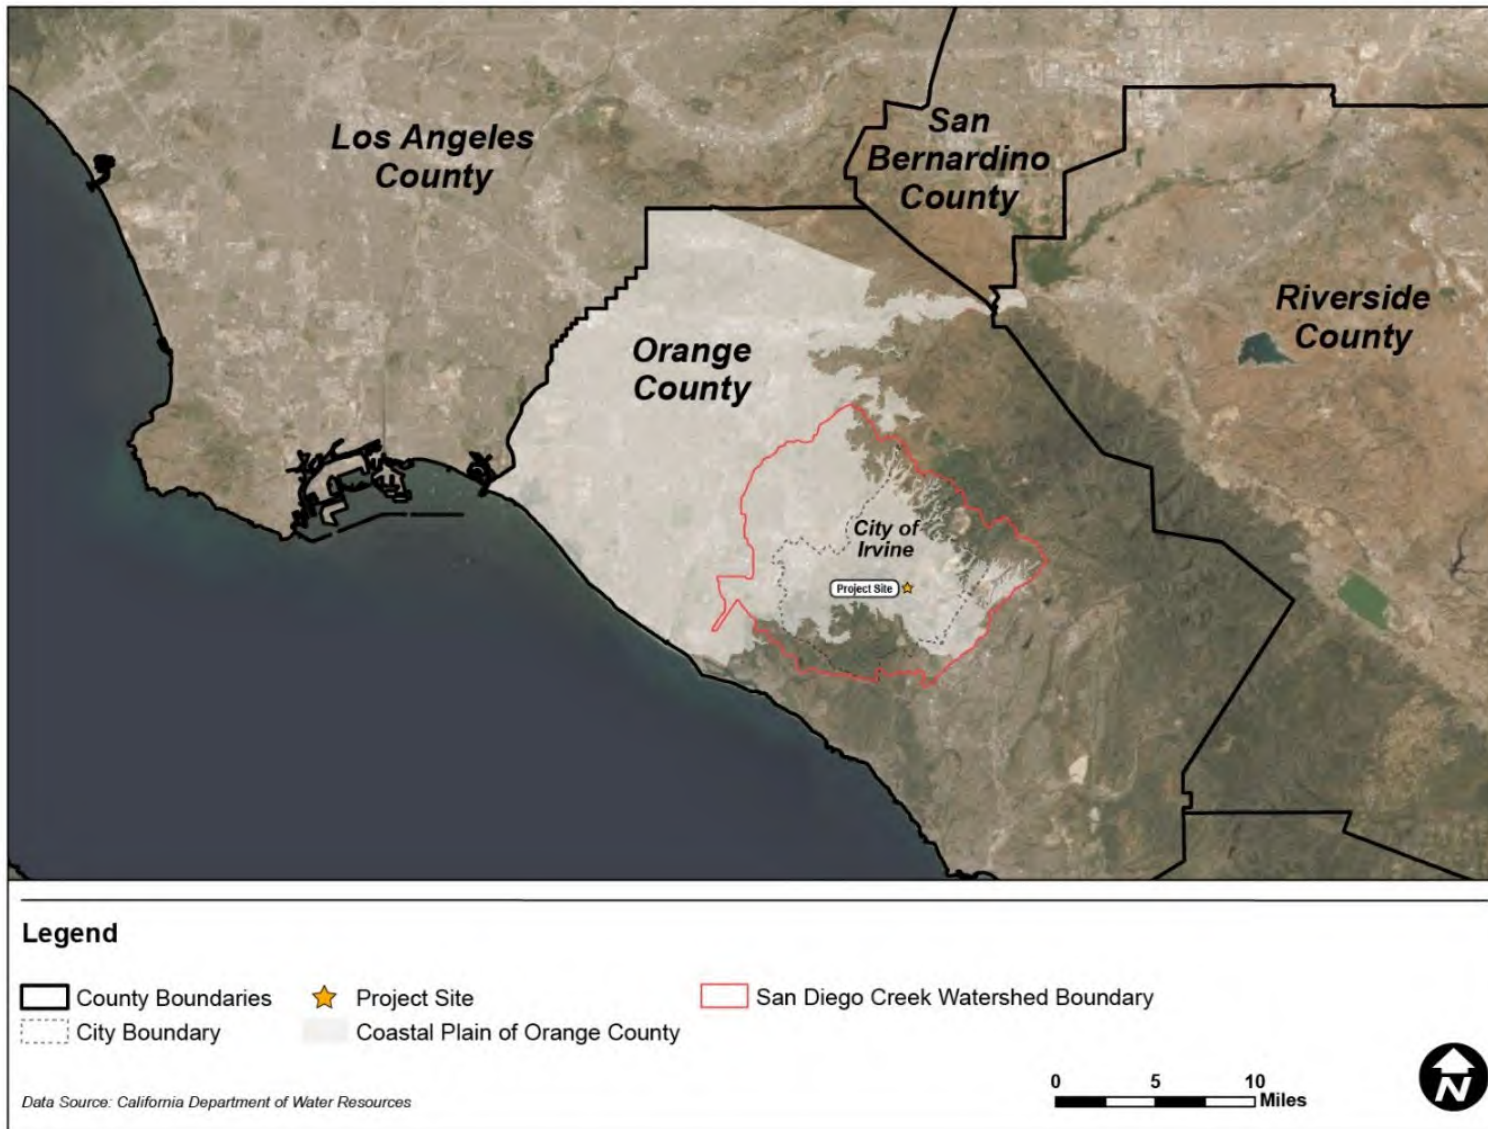 Los Angeles
County
San
Bernardino
County
Riverside
County
Orange
County
City of
Irvine
Project Site
Legend
County Boundaries
Project Site
San Diego Creek Watershed Boundary
City Boundary
Coastal Plain of Orange County
0 5 10
Miles
N
Data Source: California Department of Water Resources